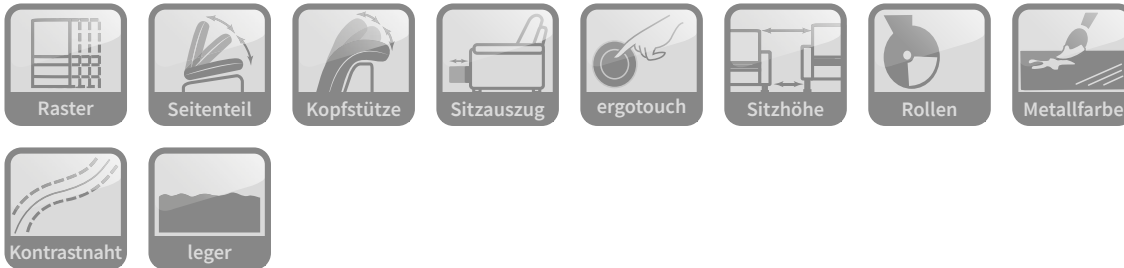 Raster
Seitenteil
Kopfstütze
Sitzauszug
ergotouch
Sitzhöhe
Rollen
Metallfarbe
Kontrastnaht
leger